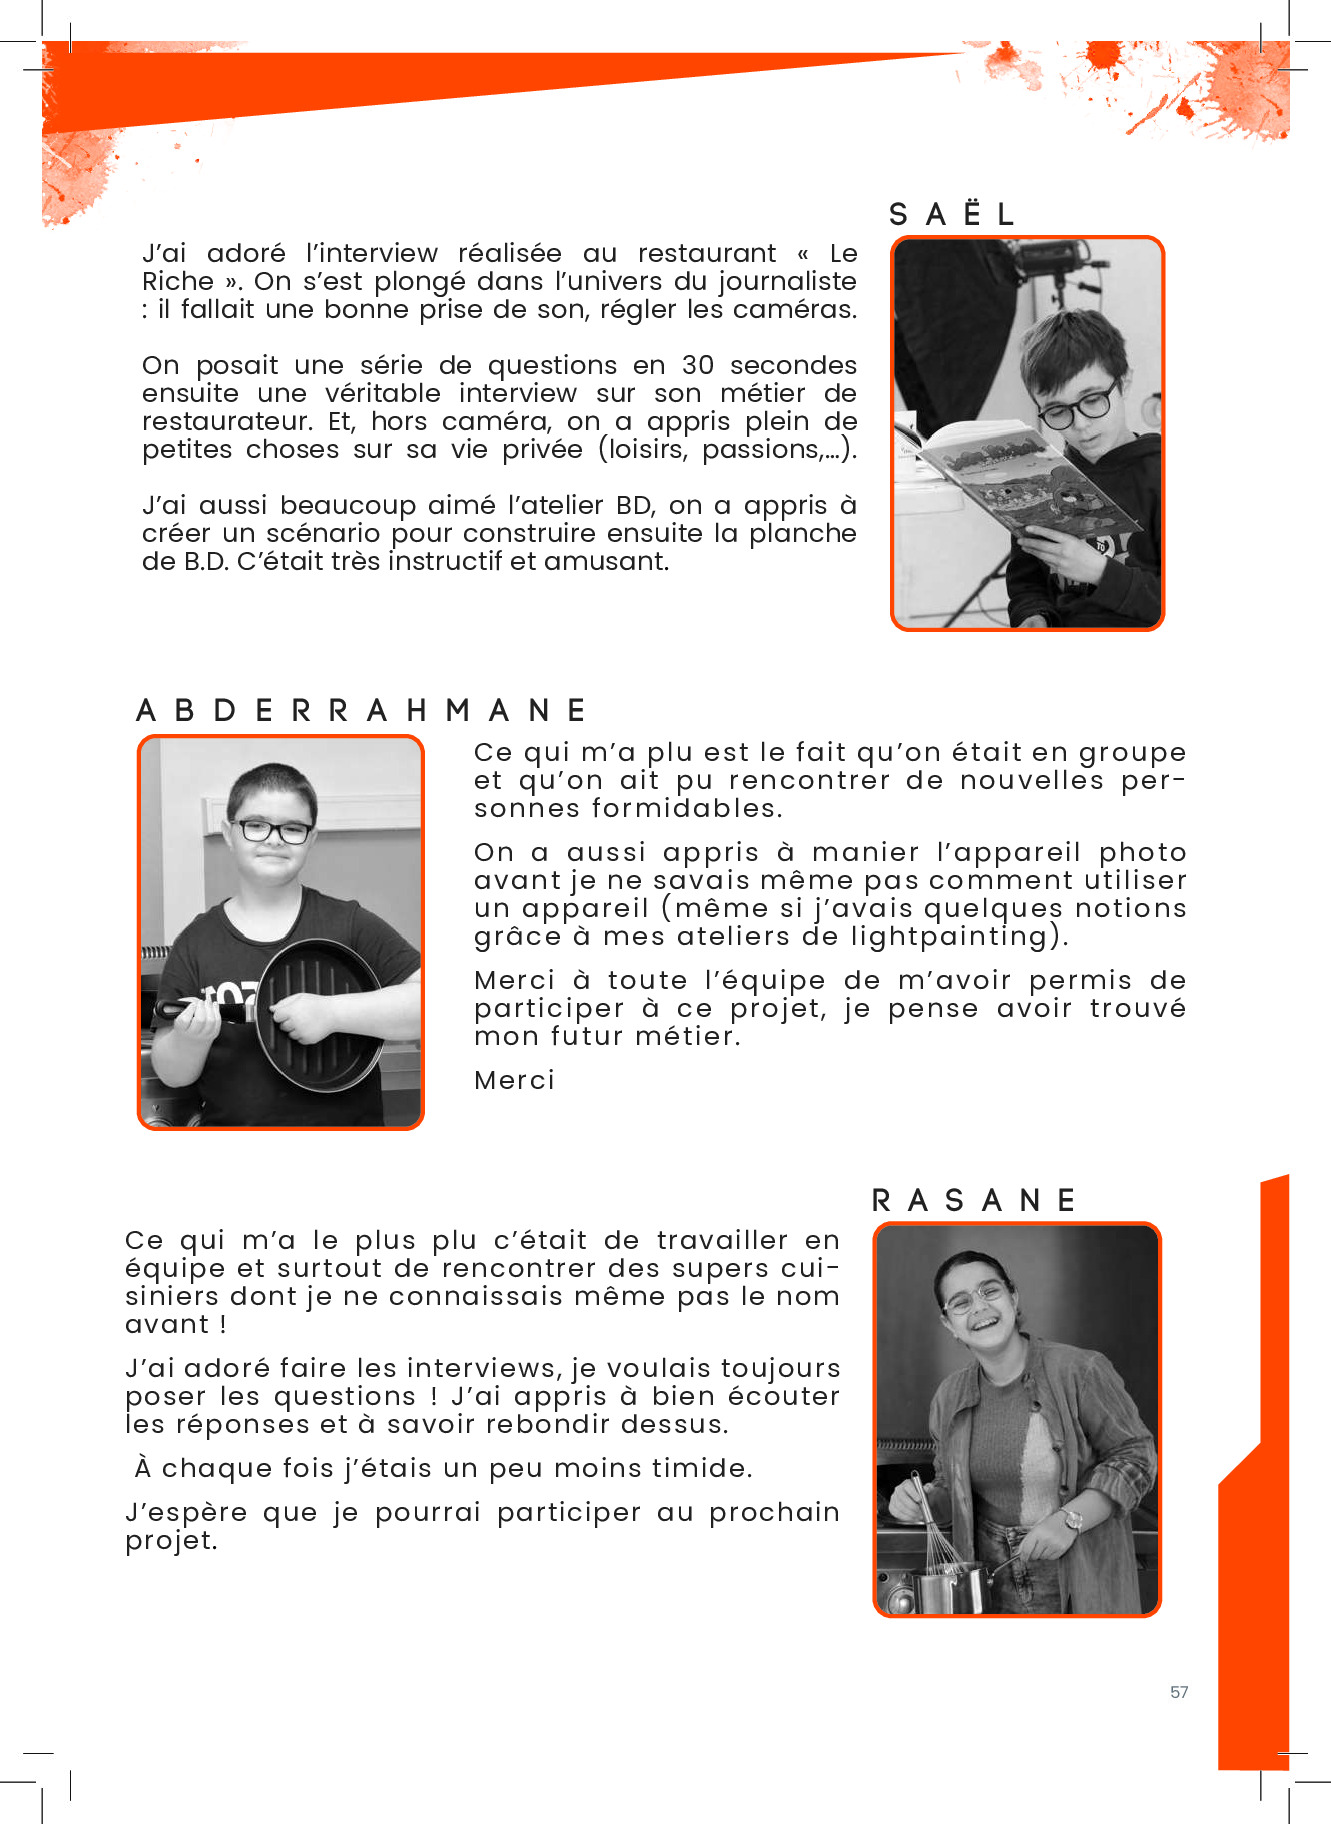 SAËL
J’ai adoré l’interview réalisée au restaurant « Le
Riche ». On s’est plongé dans l’univers du journaliste
: il fallait une bonne prise de son, régler les caméras.
On posait une série de questions en 30 secondes
ensuite une véritable interview sur son métier de
restaurateur. Et, hors caméra, on a appris plein de
petites choses sur sa vie privée (loisirs, passions,...).
J’ai aussi beaucoup aimé l’atelier BD, on a appris à
créer un scénario pour construire ensuite la planche
de B.D. C’était très instructif et amusant.
ABDERRAHMANE
Ce qui m’a plu est le fait qu’on était en groupe
et qu’on ait pu rencontrer de nouvelles per-
sonnes formidables.
On a aussi appris à manier l’appareil photo
avant je ne savais même pas comment utiliser
un appareil (même si j’avais quelques notions
grâce à mes ateliers de lightpainting).
Merci à toute l’équipe de m’avoir permis de
participer à ce projet, je pense avoir trouvé
mon futur métier.
Merci
RASANE
Ce qui m’a le plus plu c’était de travailler en
équipe et surtout de rencontrer des supers cui-
siniers dont je ne connaissais même pas le nom
avant !
J’ai adoré faire les interviews, je voulais toujours
poser les questions ! J’ai appris à bien écouter
les réponses et à savoir rebondir dessus.
À chaque fois j’étais un peu moins timide.
J’espère que je pourrai participer au prochain
projet.
57